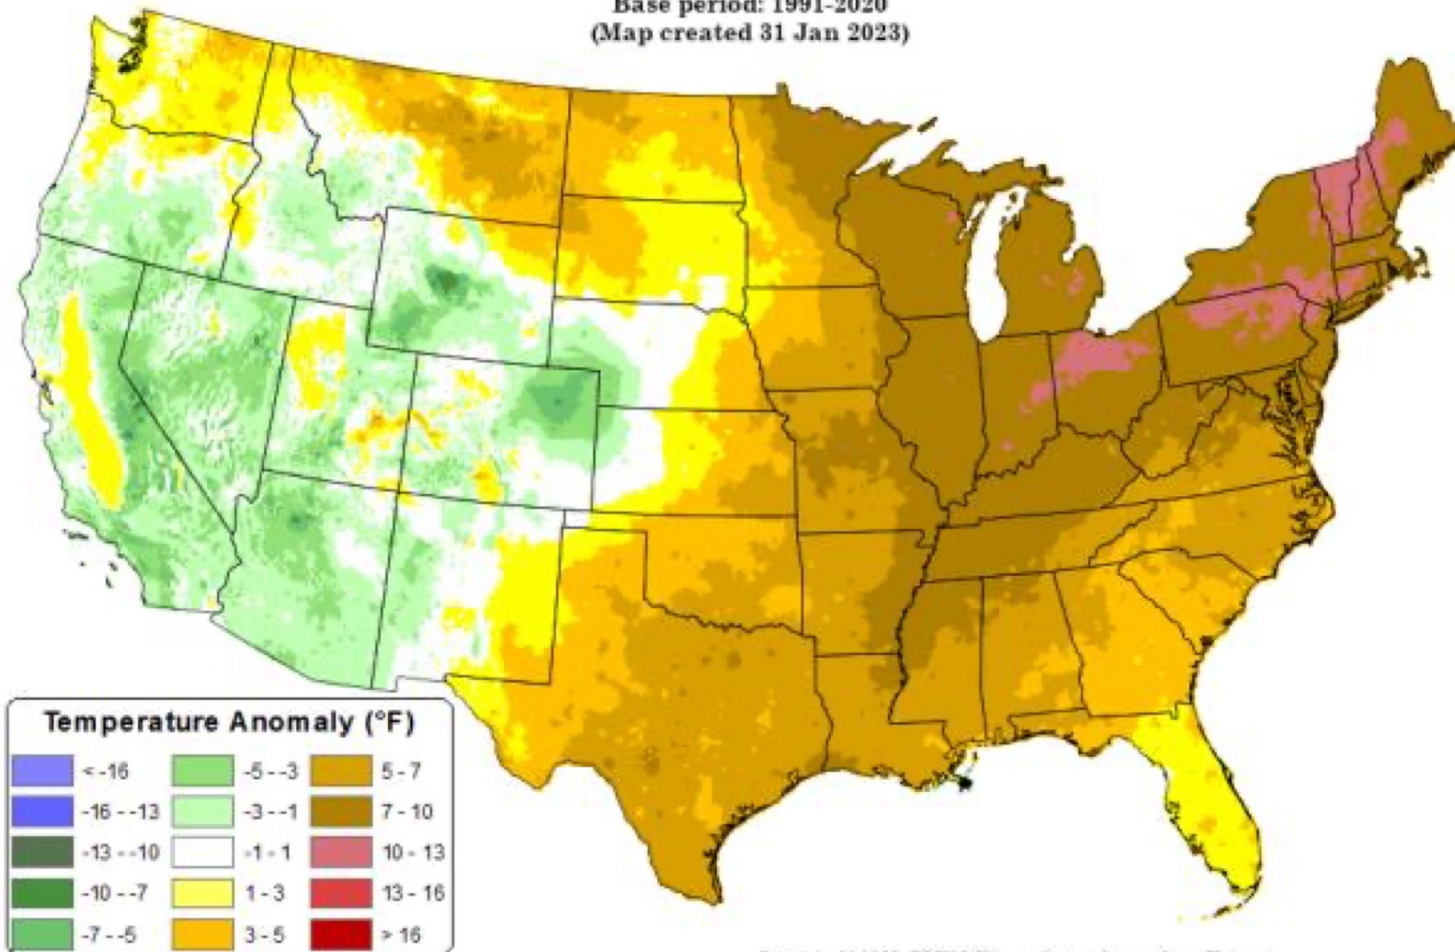 Base period: 1991-2020
(Map created 31 Jan 2023)
Temperature Anomaly (°F)
< -16
-16 - -13
-13 - -10
-10 - -7
-7 - -5
-5 - -3
-3 - -1
-1 - 1
1 - 3
3 - 5
5 - 7
7 - 10
10 - 13
13 - 16
> 16